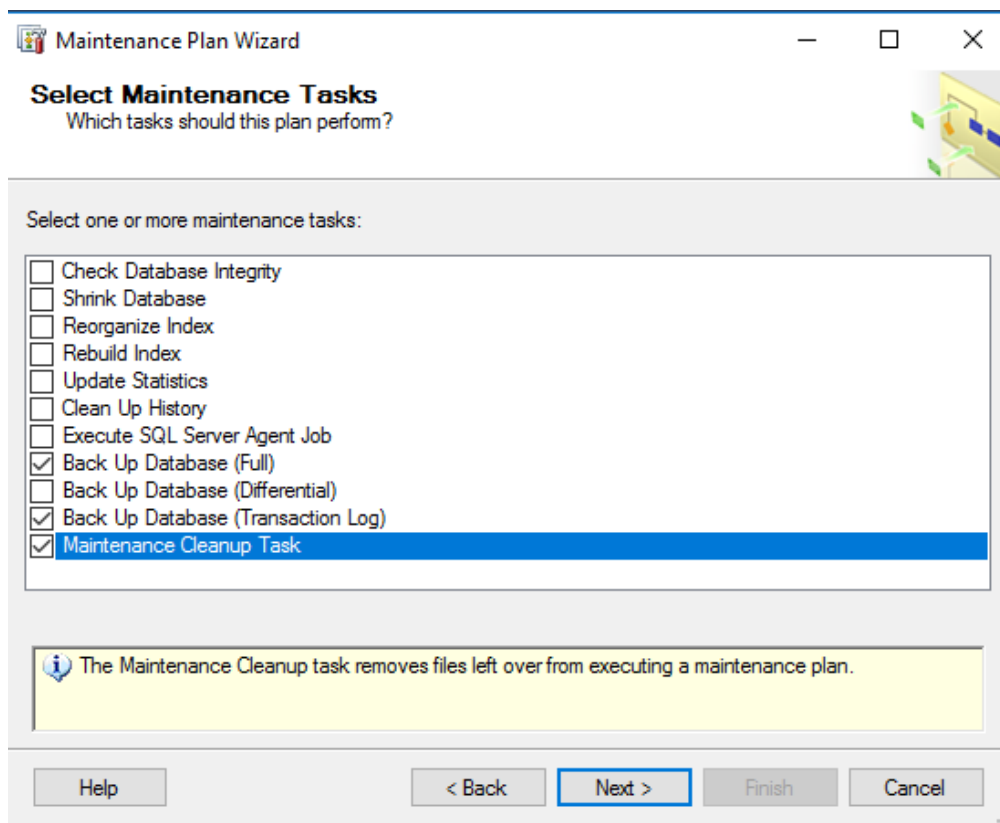 Maintenance Plan Wizard
Select Maintenance Tasks
Which tasks should this plan perform?
Select one or more maintenance tasks:
Check Database Integrity
Shrink Database
Reorganize Index
Rebuild Index
Update Statistics
Clean Up History
Execute SQL Server Agent Job
Back Up Database (Full)
Back Up Database (Differential)
Back Up Database (Transaction Log)
Maintenance Cleanup Task
The Maintenance Cleanup task removes files left over from executing a maintenance plan.
Help
< Back
Next >
Finish
Cancel